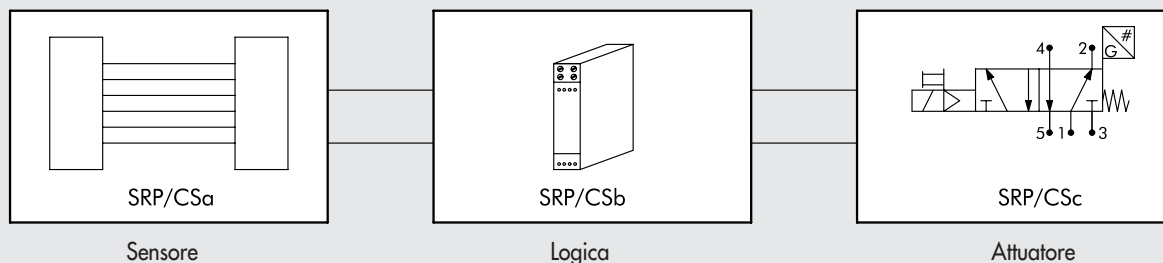 #
G
4 2
5 1 3
SRP/CSa
SRP/CSb
SRP/CSc
Sensore
Logica
Attuatore